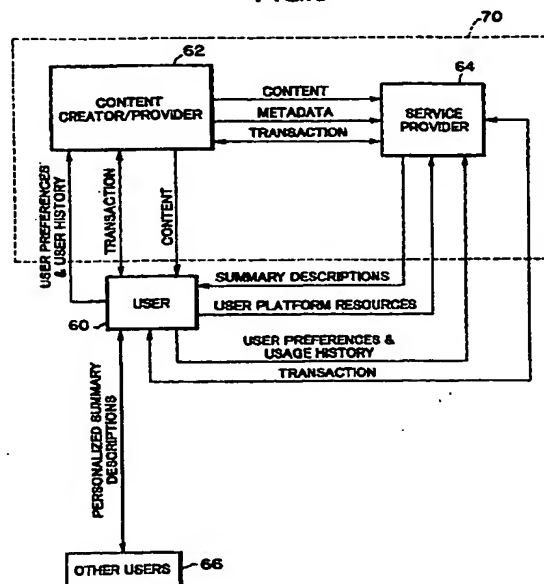 70
62
64
CONTENT
CREATOR/PROVIDER
CONTENT
METADATA
TRANSACTION
SERVICE
PROVIDER
USER PREFERENCES
& USER HISTORY
TRANSACTION
CONTENT
SUMMARY DESCRIPTIONS
USER
60
USER PLATFORM RESOURCES
USER PREFERENCES &
USAGE HISTORY
TRANSACTION
PERSONALIZED SUMMARY
DESCRIPTIONS
OTHER USERS
66